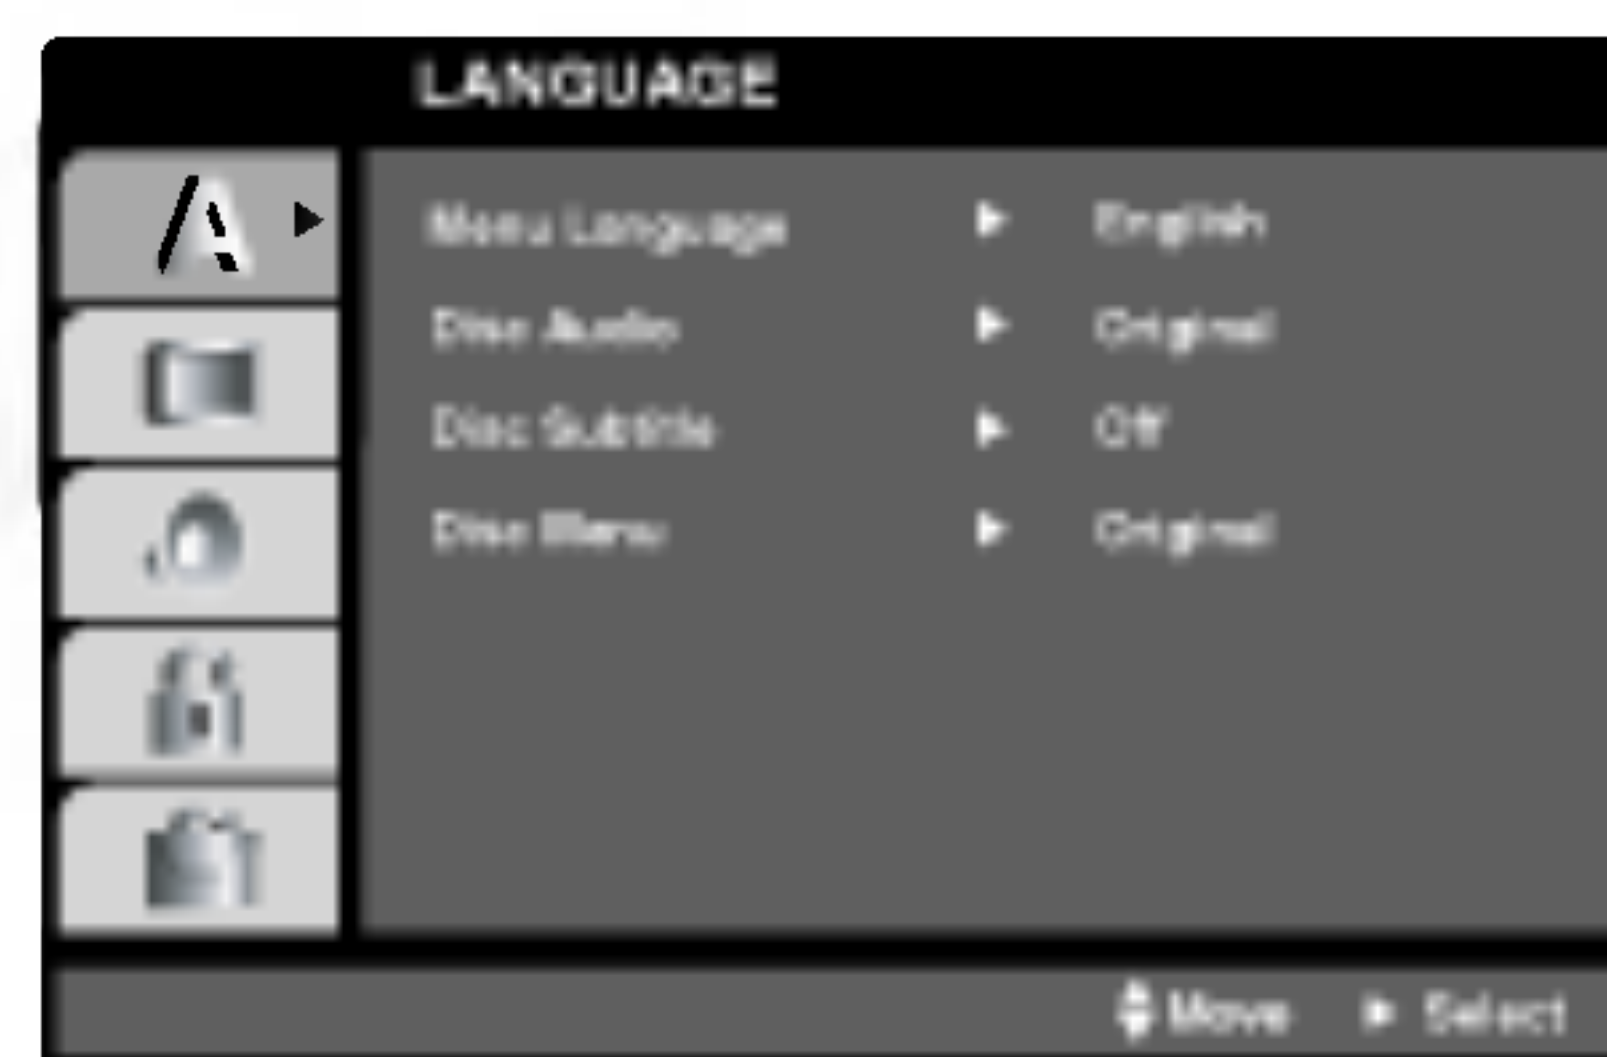 LANGUAGE
Menu Language ► English
Disc Audio ► Original
Disc Subtitle ► Off
Disc Menu ► Original
Move ► Select